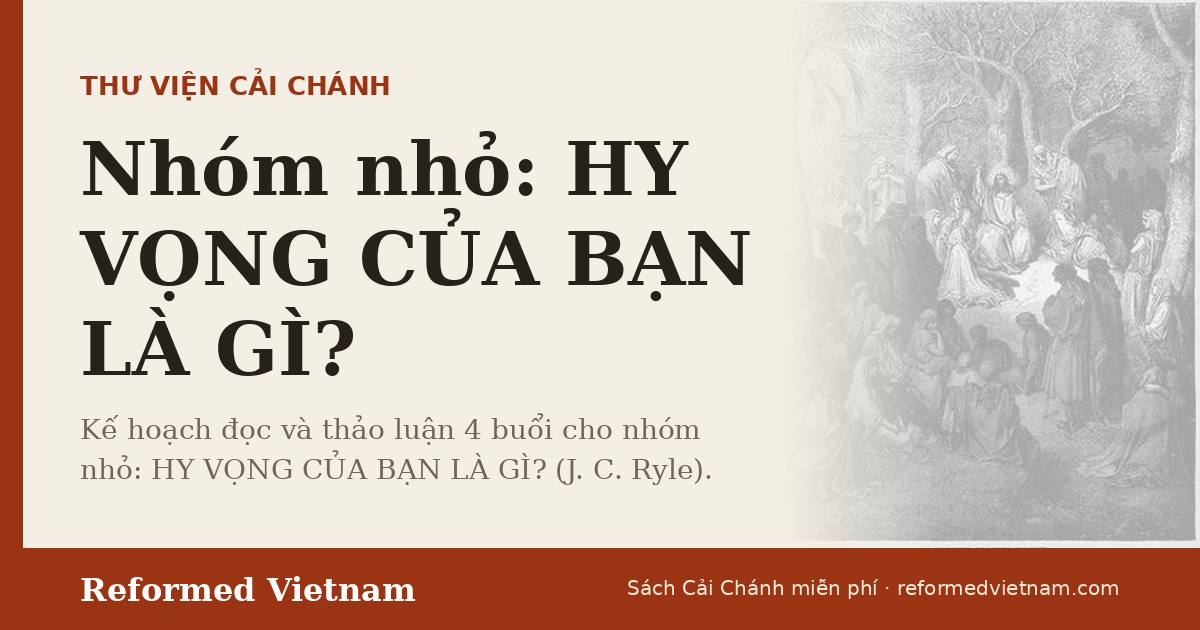 THƯ VIỆN CẢI CHÁNH
Nhóm nhỏ: HY
VỌNG CỦA BẠN
LÀ GÌ?
Kế hoạch đọc và thảo luận 4 buổi cho nhóm
nhỏ: HY VỌNG CỦA BẠN LÀ GÌ? (J. C. Ryle).
Reformed Vietnam
Sách Cải Chánh miễn phí · reformedvietnam.com